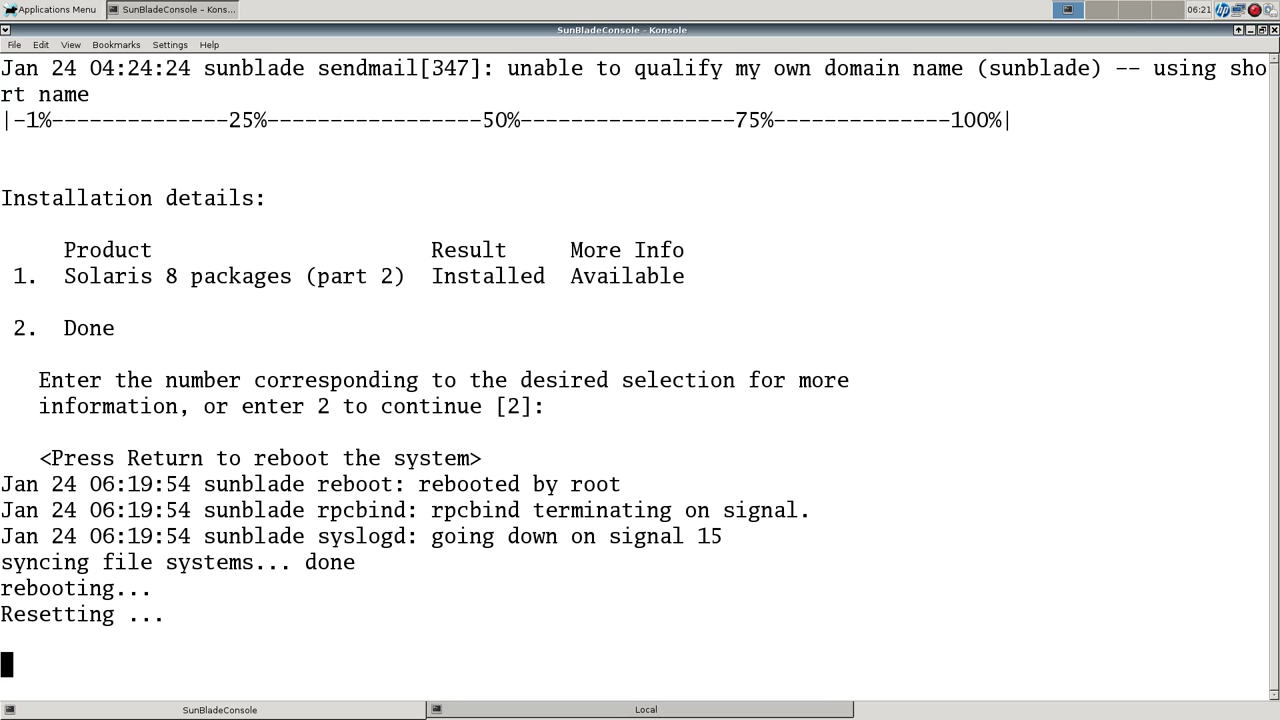 Applications Menu
SunBladeConsole - Kons...
06:21
SunBladeConsole - Konsole
File Edit View Bookmarks Settings Help
Jan 24 04:24:24 sunblade sendmail[347]: unable to qualify my own domain name (sunblade) -- using sho
rt name
|-1%--------------25%-----------------50%-----------------75%--------------100%|
Installation details:
Product Result More Info
1. Solaris 8 packages (part 2) Installed Available
2. Done
Enter the number corresponding to the desired selection for more
information, or enter 2 to continue [2]:
<Press Return to reboot the system>
Jan 24 06:19:54 sunblade reboot: rebooted by root
Jan 24 06:19:54 sunblade rpcbind: rpcbind terminating on signal.
Jan 24 06:19:54 sunblade syslogd: going down on signal 15
syncing file systems... done
rebooting...
Resetting ...
SunBladeConsole
Local